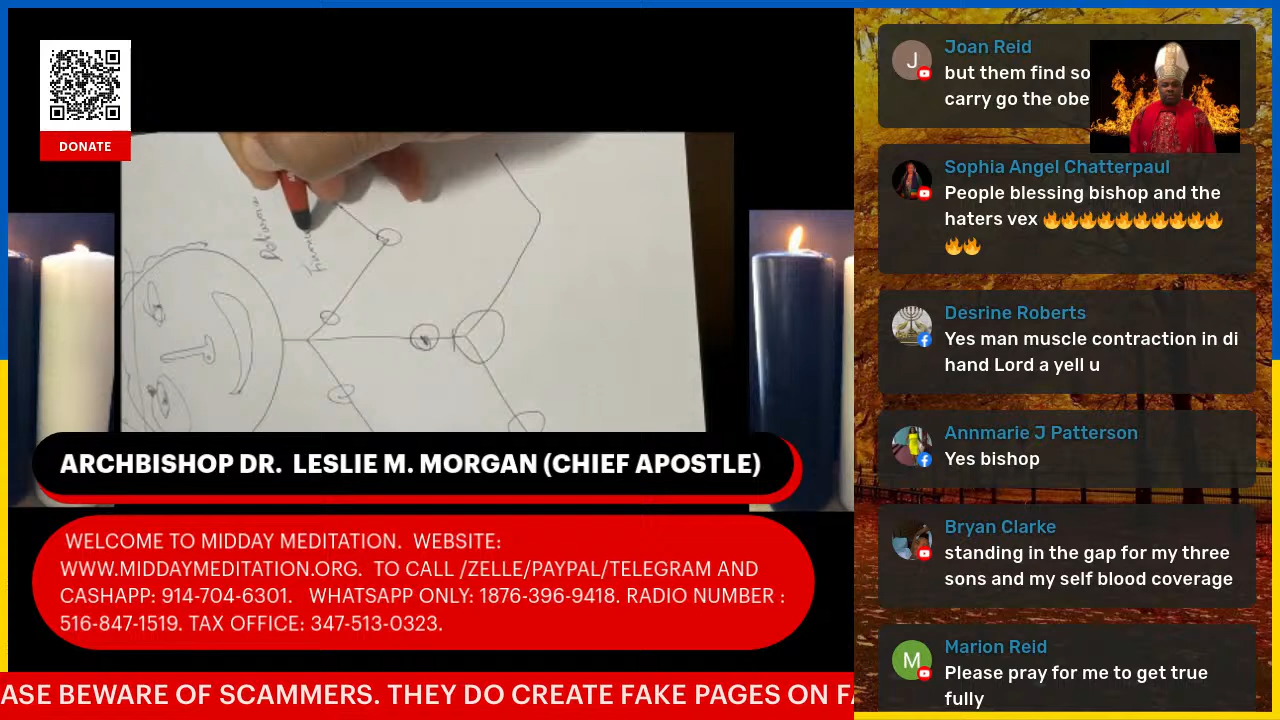 DONATE
ARCHBISHOP DR. LESLIE M. MORGAN (CHIEF APOSTLE)
WELCOME TO MIDDAY MEDITATION. WEBSITE:
WWW.MIDDAYMEDITATION.ORG. TO CALL /ZELLE/PAYPAL/TELEGRAM AND
CASHAPP: 914-704-6301. WHATSAPP ONLY: 1876-396-9418. RADIO NUMBER :
516-847-1519. TAX OFFICE: 347-513-0323.
ASE BEWARE OF SCAMMERS. THEY DO CREATE FAKE PAGES ON FA
J
Joan Reid
but them find so
carry go the obe
Sophia Angel Chatterpaul
People blessing bishop and the
haters vex 🔥🔥🔥🔥🔥🔥🔥🔥🔥🔥
🔥🔥
Desrine Roberts
Yes man muscle contraction in di
hand Lord a yell u
Annmarie J Patterson
Yes bishop
Bryan Clarke
standing in the gap for my three
sons and my self blood coverage
M
Marion Reid
Please pray for me to get true
fully